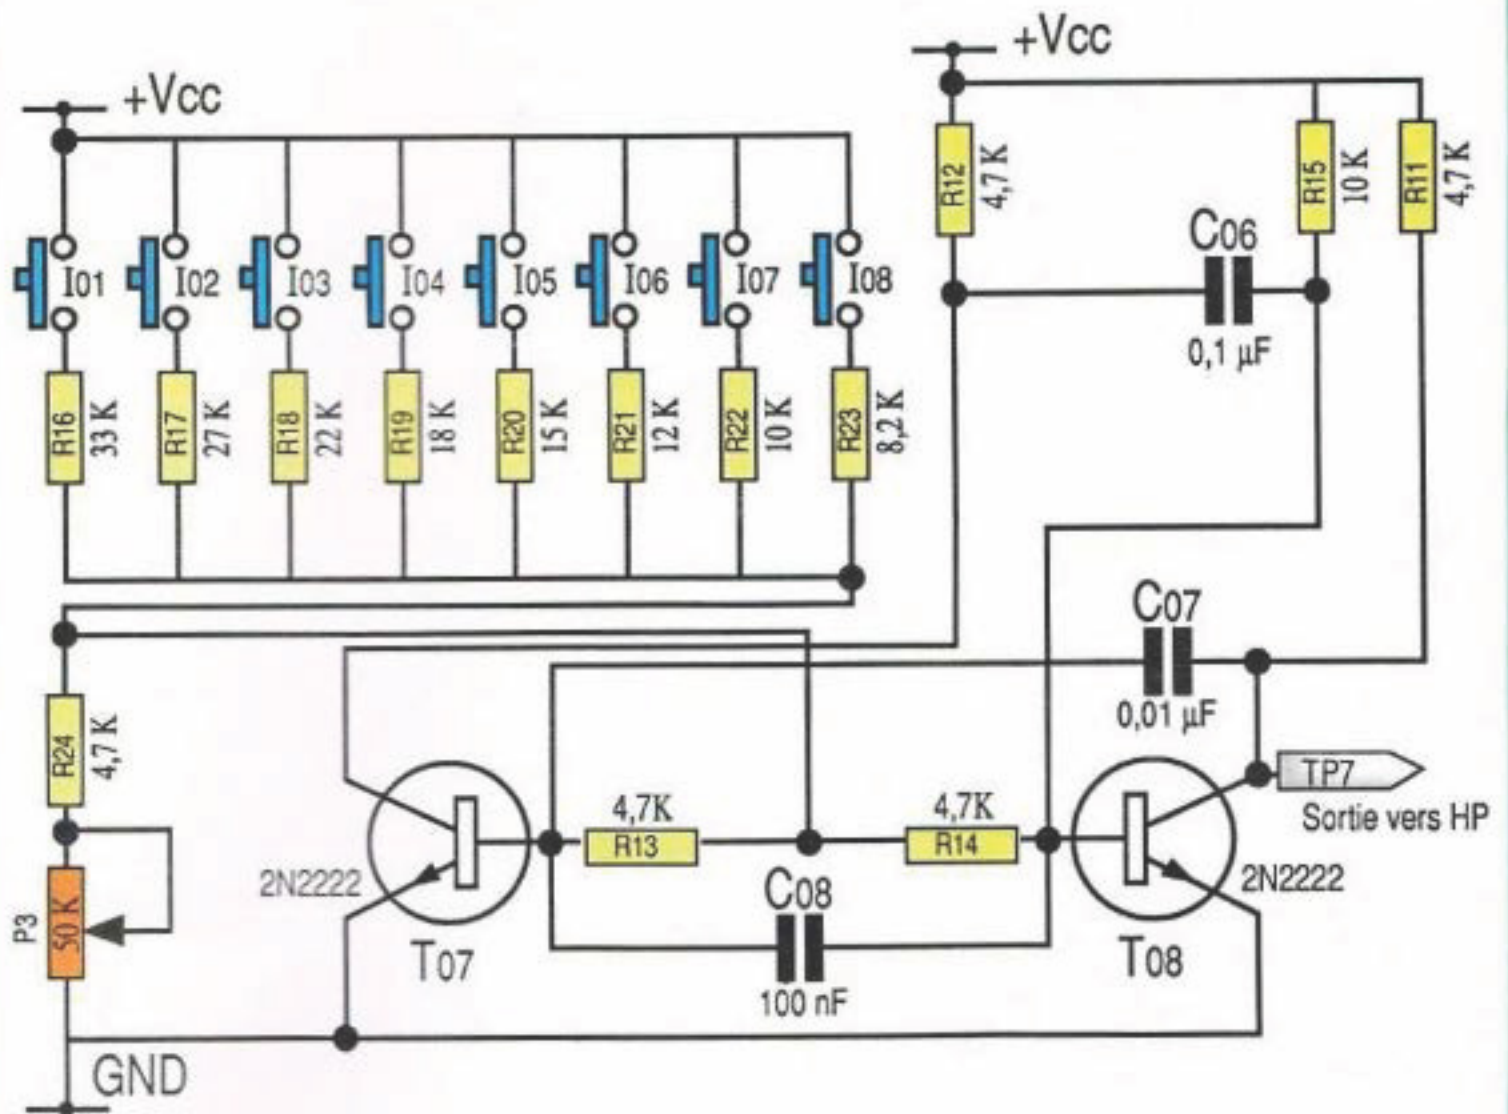 +Vcc
+Vcc
R12
4,7 K
R15
10 K
R11
4,7 K
C06
0,1 µF
I01
I02
I03
I04
I05
I06
I07
I08
R16
33 K
R17
27 K
R18
22 K
R19
18 K
R20
15 K
R21
12 K
R22
10 K
R23
8,2 K
C07
0,01 µF
R24
4,7 K
TP7
Sortie vers HP
4,7K
R13
4,7K
R14
2N2222
C08
100 nF
2N2222
P3
50 K
T07
T08
GND